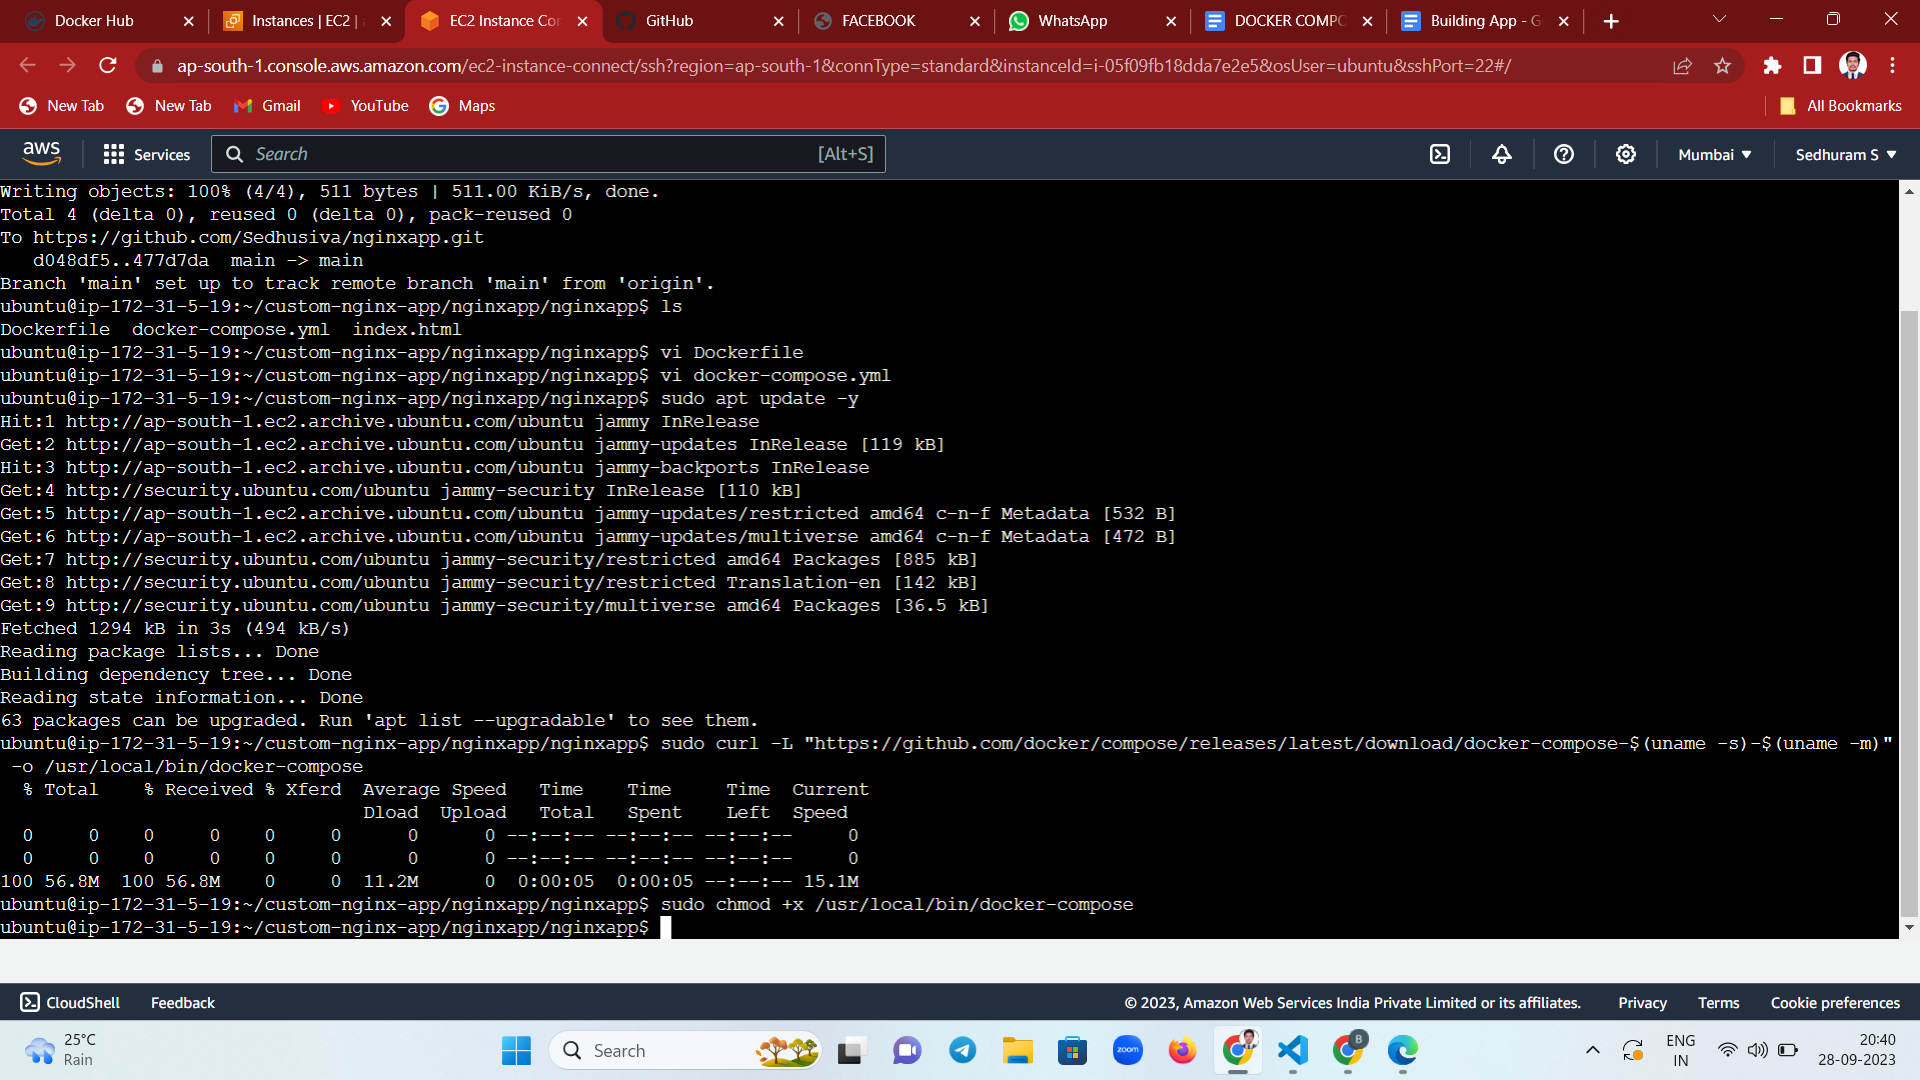 Docker Hub
Instances | EC2 |
EC2 Instance Con
GitHub
FACEBOOK
WhatsApp
DOCKER COMPO
Building App - G
ap-south-1.console.aws.amazon.com/ec2-instance-connect/ssh?region=ap-south-1&connType=standard&instanceId=i-05f09fb18dda7e2e5&osUser=ubuntu&sshPort=22#/
New Tab
New Tab
Gmail
YouTube
Maps
All Bookmarks
aws
Services
Search
[Alt+S]
Mumbai
Sedhuram S
Writing objects: 100% (4/4), 511 bytes | 511.00 KiB/s, done.
Total 4 (delta 0), reused 0 (delta 0), pack-reused 0
To https://github.com/Sedhusiva/nginxapp.git
   d048df5..477d7da  main -> main
Branch 'main' set up to track remote branch 'main' from 'origin'.
ubuntu@ip-172-31-5-19:~/custom-nginx-app/nginxapp/nginxapp$ ls
Dockerfile  docker-compose.yml  index.html
ubuntu@ip-172-31-5-19:~/custom-nginx-app/nginxapp/nginxapp$ vi Dockerfile
ubuntu@ip-172-31-5-19:~/custom-nginx-app/nginxapp/nginxapp$ vi docker-compose.yml
ubuntu@ip-172-31-5-19:~/custom-nginx-app/nginxapp/nginxapp$ sudo apt update -y
Hit:1 http://ap-south-1.ec2.archive.ubuntu.com/ubuntu jammy InRelease
Get:2 http://ap-south-1.ec2.archive.ubuntu.com/ubuntu jammy-updates InRelease [119 kB]
Hit:3 http://ap-south-1.ec2.archive.ubuntu.com/ubuntu jammy-backports InRelease
Get:4 http://security.ubuntu.com/ubuntu jammy-security InRelease [110 kB]
Get:5 http://ap-south-1.ec2.archive.ubuntu.com/ubuntu jammy-updates/restricted amd64 c-n-f Metadata [532 B]
Get:6 http://ap-south-1.ec2.archive.ubuntu.com/ubuntu jammy-updates/multiverse amd64 c-n-f Metadata [472 B]
Get:7 http://security.ubuntu.com/ubuntu jammy-security/restricted amd64 Packages [885 kB]
Get:8 http://security.ubuntu.com/ubuntu jammy-security/restricted Translation-en [142 kB]
Get:9 http://security.ubuntu.com/ubuntu jammy-security/multiverse amd64 Packages [36.5 kB]
Fetched 1294 kB in 3s (494 kB/s)
Reading package lists... Done
Building dependency tree... Done
Reading state information... Done
63 packages can be upgraded. Run 'apt list --upgradable' to see them.
ubuntu@ip-172-31-5-19:~/custom-nginx-app/nginxapp/nginxapp$ sudo curl -L "https://github.com/docker/compose/releases/latest/download/docker-compose-$(uname -s)-$(uname -m)"
 -o /usr/local/bin/docker-compose
  % Total    % Received % Xferd  Average Speed   Time    Time     Time  Current
                                 Dload  Upload   Total   Spent    Left  Speed
  0     0    0     0    0     0      0      0 --:--:-- --:--:-- --:--:--     0
  0     0    0     0    0     0      0      0 --:--:-- --:--:-- --:--:--     0
100 56.8M  100 56.8M    0     0  11.2M      0  0:00:05  0:00:05 --:--:-- 15.1M
ubuntu@ip-172-31-5-19:~/custom-nginx-app/nginxapp/nginxapp$ sudo chmod +x /usr/local/bin/docker-compose
ubuntu@ip-172-31-5-19:~/custom-nginx-app/nginxapp/nginxapp$
CloudShell
Feedback
© 2023, Amazon Web Services India Private Limited or its affiliates.
Privacy
Terms
Cookie preferences
25°C
Rain
Search
zoom
B
ENG
IN
20:40
28-09-2023